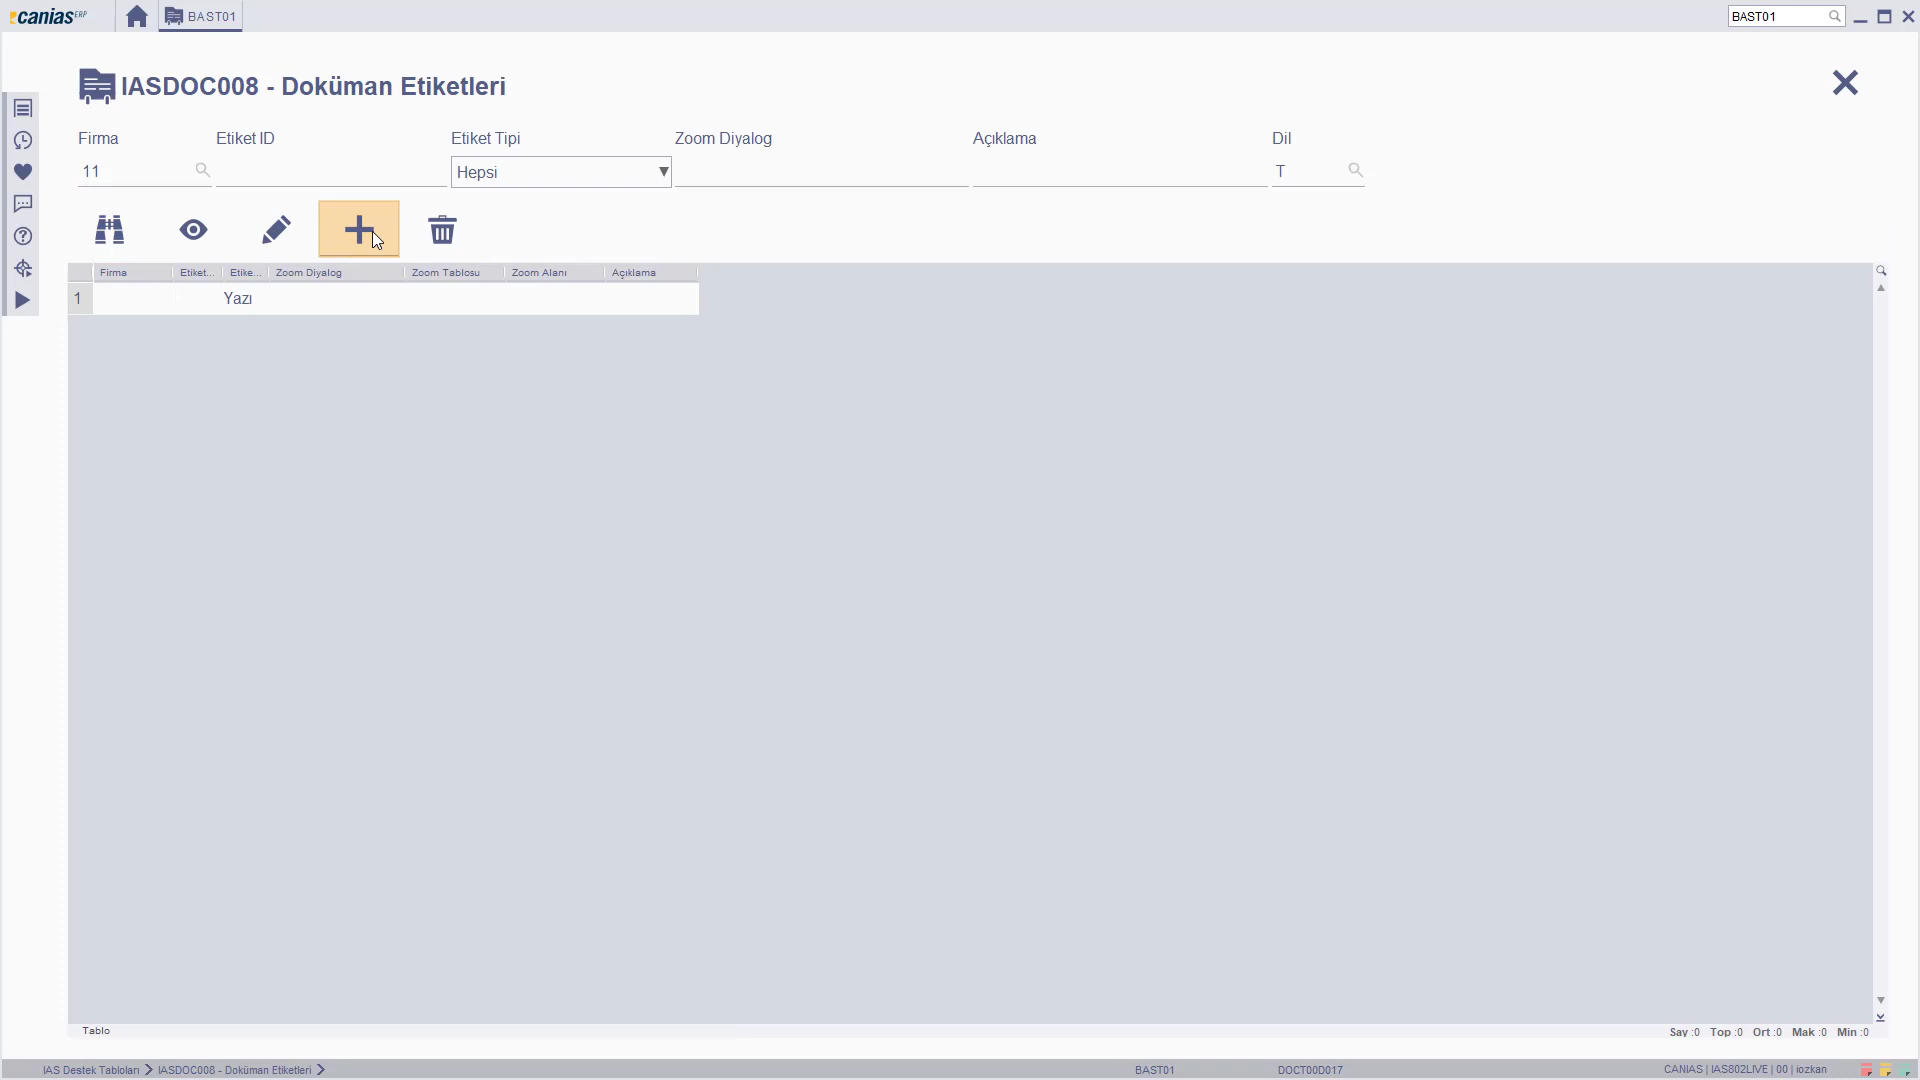 caniasERP
BAST01
BAST01
IASDOC008 - Doküman Etiketleri
Firma Etiket ID Etiket Tipi Zoom Diyalog Açıklama Dil
11 Hepsi T
Firma Etiket... Etike... Zoom Diyalog Zoom Tablosu Zoom Alanı Açıklama
1 Yazı
Tablo
Say :0 Top :0 Ort :0 Mak :0 Min :0
IAS Destek Tabloları IASDOC008 - Doküman Etiketleri BAST01 DOCT00D017 CANIAS | IAS802LIVE | 00 | iozkan